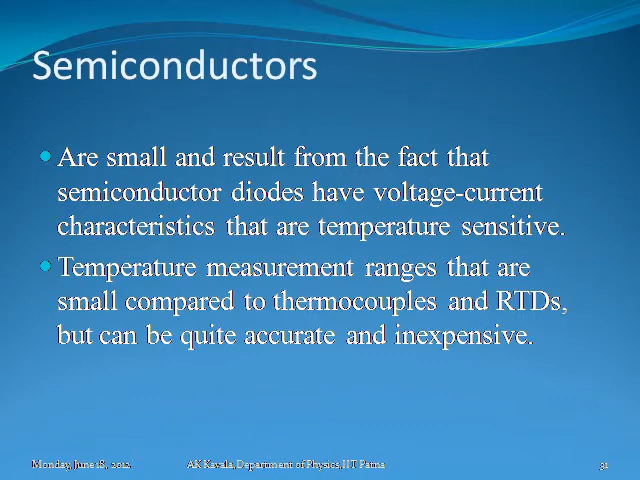 Semiconductors
Are small and result from the fact that
semiconductor diodes have voltage-current
characteristics that are temperature sensitive.
Temperature measurement ranges that are
small compared to thermocouples and RTDs,
but can be quite accurate and inexpensive.
Monday, June 18, 2012 AK Kavala,Department of Physics,IIT Patna 31